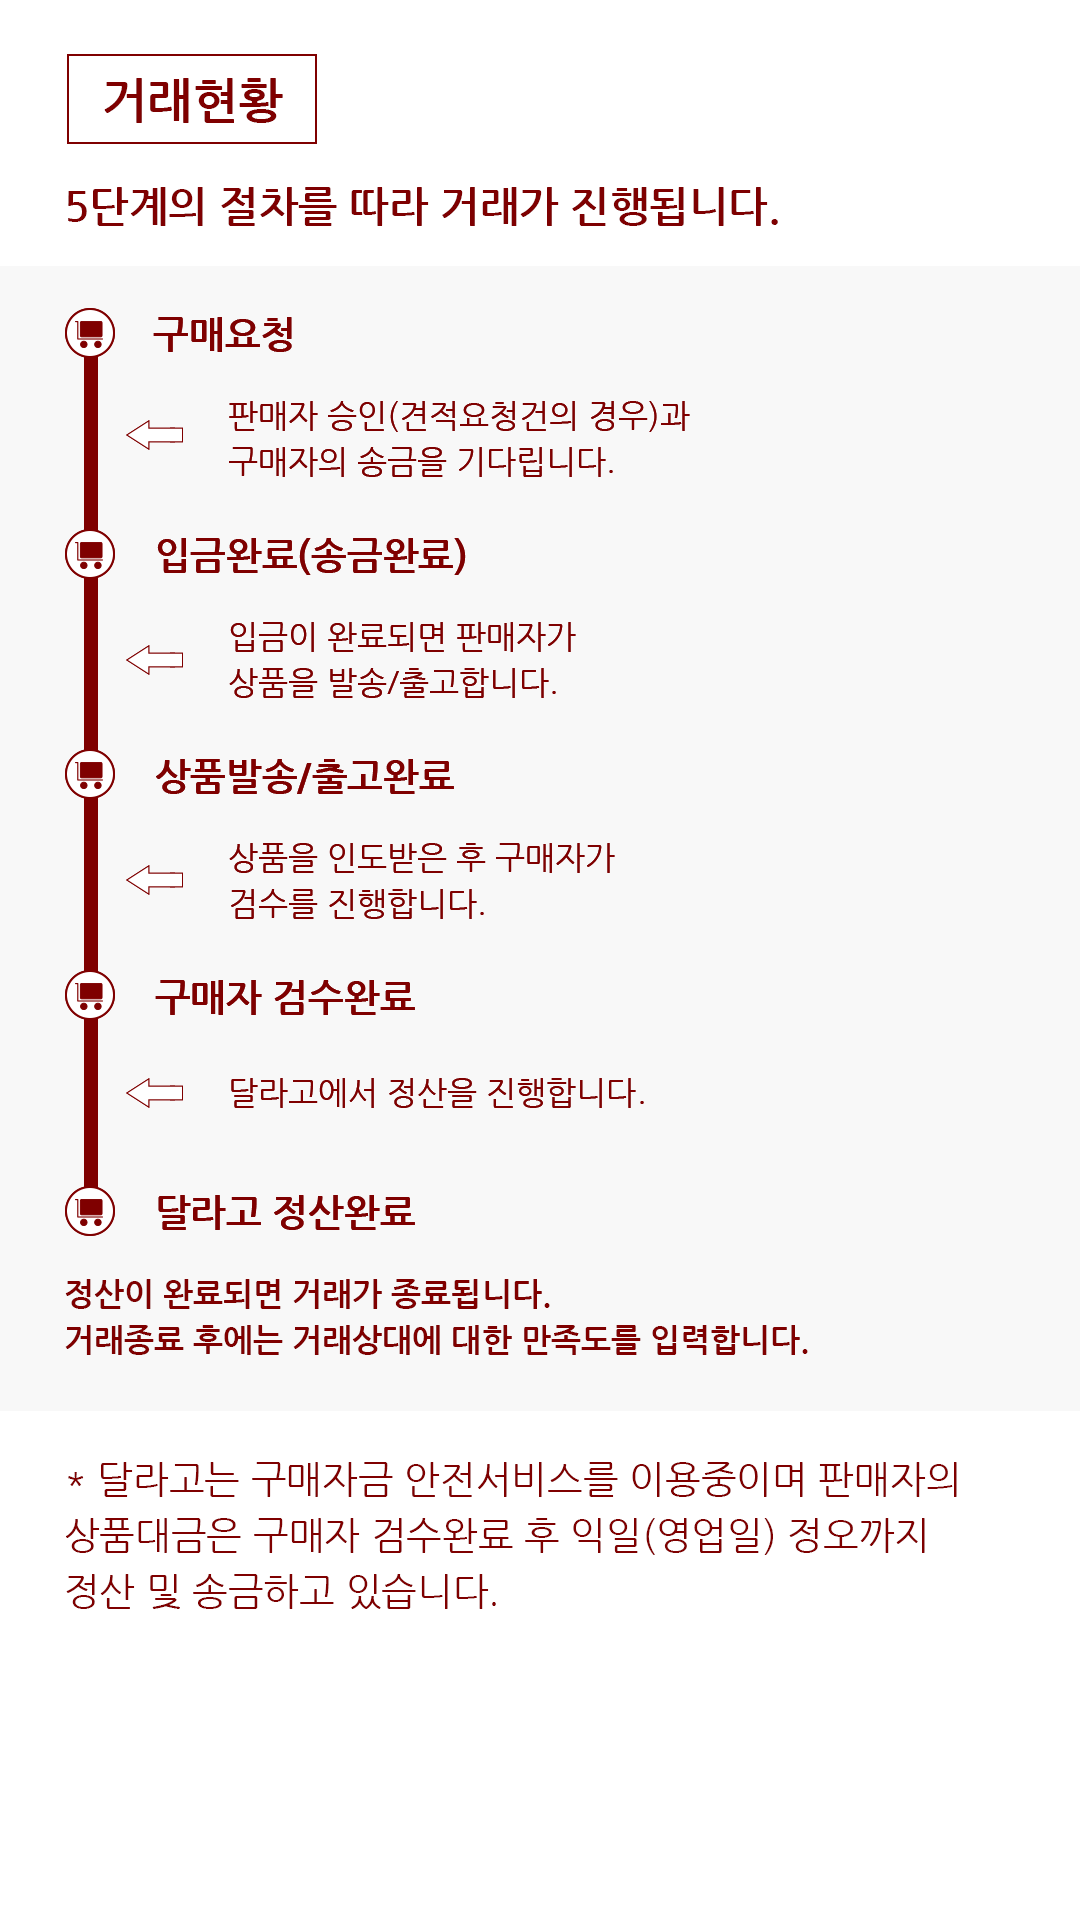 거래현황
5단계의 절차를 따라 거래가 진행됩니다.
구매요청
판매자 승인(견적요청건의 경우)과
구매자의 송금을 기다립니다.
입금완료(송금완료)
입금이 완료되면 판매자가
상품을 발송/출고합니다.
상품발송/출고완료
상품을 인도받은 후 구매자가
검수를 진행합니다.
구매자 검수완료
달라고에서 정산을 진행합니다.
달라고 정산완료
정산이 완료되면 거래가 종료됩니다.
거래종료 후에는 거래상대에 대한 만족도를 입력합니다.
* 달라고는 구매자금 안전서비스를 이용중이며 판매자의
상품대금은 구매자 검수완료 후 익일(영업일) 정오까지
정산 및 송금하고 있습니다.